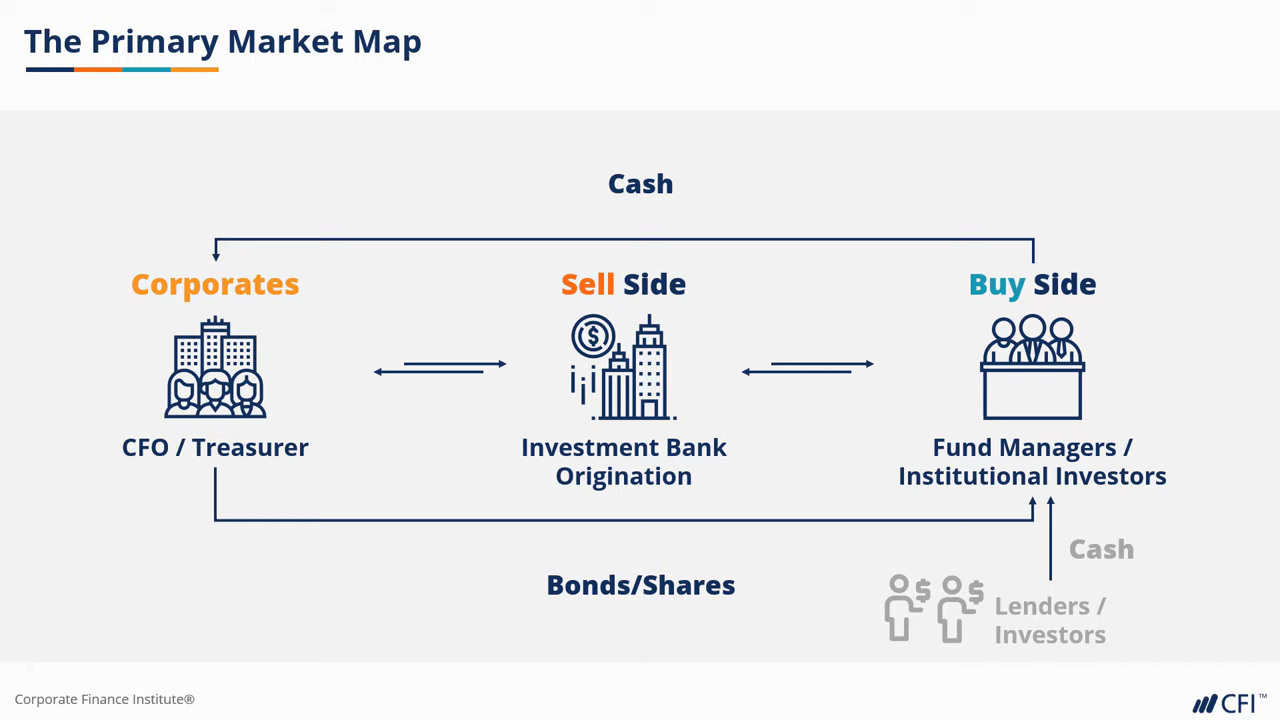 The Primary Market Map
Cash
Corporates
Sell Side
Buy Side
$
$
$
CFO / Treasurer
Investment Bank
Origination
Fund Managers /
Institutional Investors
Cash
Bonds/Shares
Lenders /
Investors
Corporate Finance Institute®
CFI™